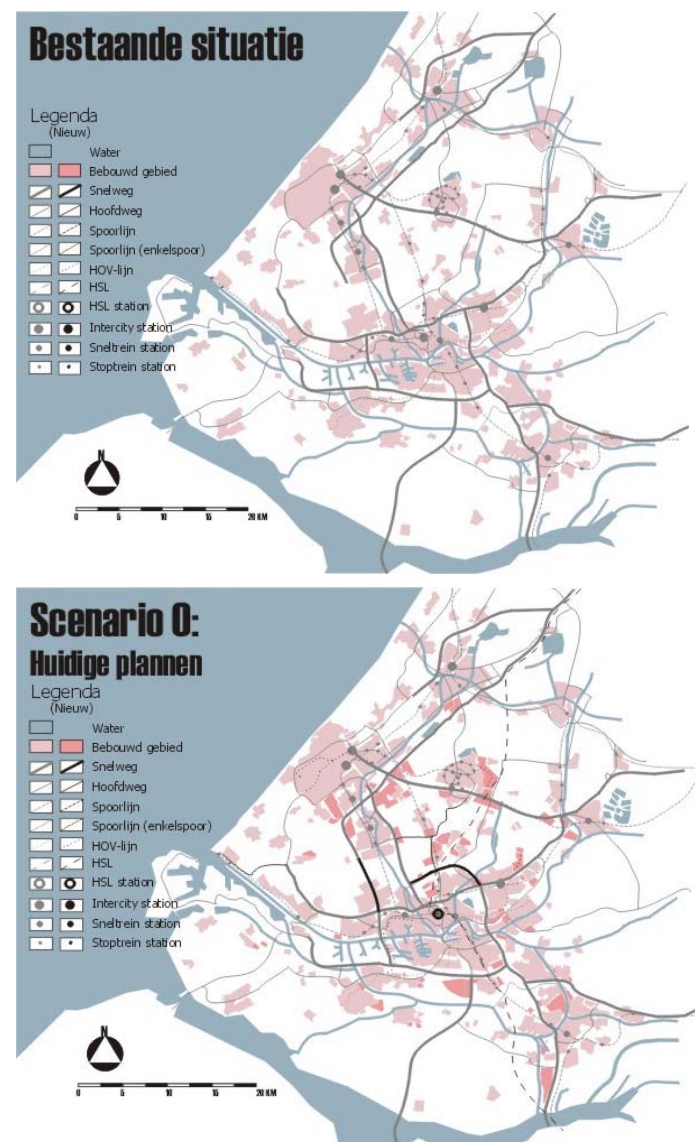 Bestaande situatie
Legenda
(Nieuw)
Water
Bebouwd gebied
Snelweg
Hoofdweg
Spoorlijn
Spoorlijn (enkelspoor)
HOV-lijn
HSL
HSL station
Intercity station
Sneltrein station
Stoptrein station
N
0 5 10 15 20 KM
Scenario 0:
Huidige plannen
Legenda
(Nieuw)
Water
Bebouwd gebied
Snelweg
Hoofdweg
Spoorlijn
Spoorlijn (enkelspoor)
HOV-lijn
HSL
HSL station
Intercity station
Sneltrein station
Stoptrein station
N
0 5 10 15 20 KM